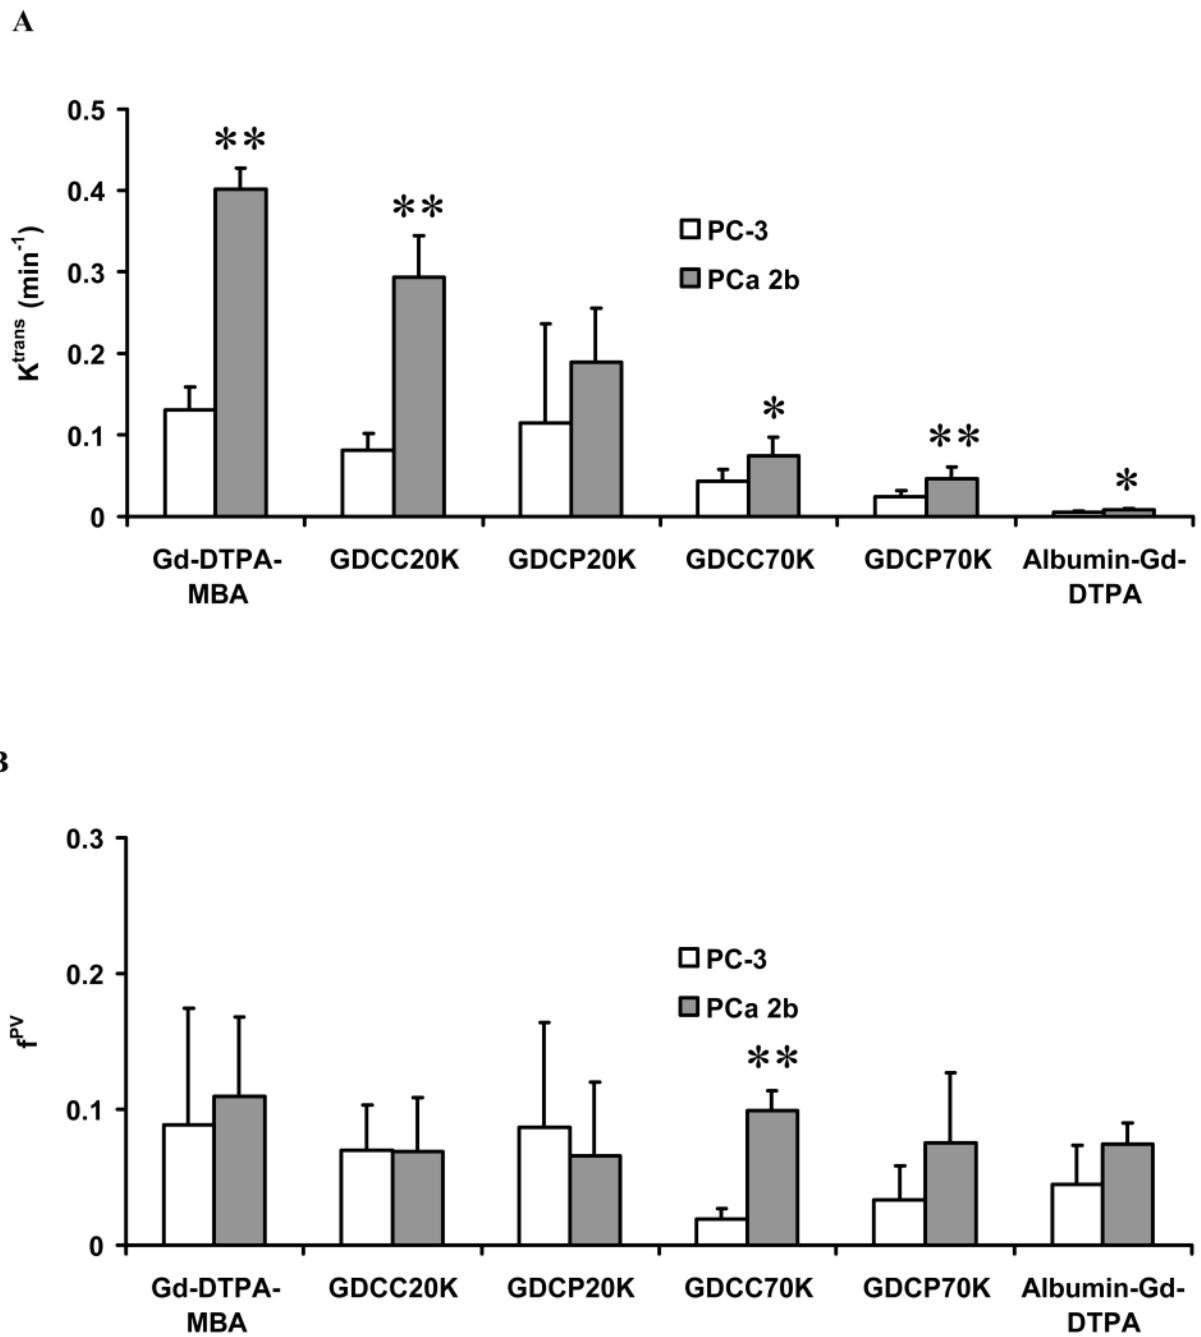 A
0.5
**
0.4
**
0.3
PC-3
PCa 2b
K^trans (min^-1)
0.2
*
**
0.1
*
0
Gd-DTPA-
MBA
GDCC20K
GDCP20K
GDCC70K
GDCP70K
Albumin-Gd-
DTPA
B
0.3
PC-3
0.2
PCa 2b
f^PV
**
0.1
0
Gd-DTPA-
MBA
GDCC20K
GDCP20K
GDCC70K
GDCP70K
Albumin-Gd-
DTPA